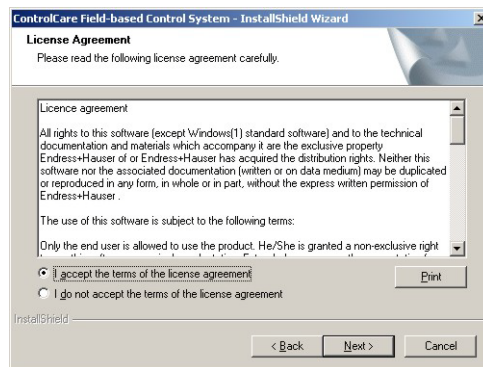 ControlCare Field-based Control System - InstallShield Wizard
License Agreement
Please read the following license agreement carefully.
Licence agreement
All rights to this software (except Windows(1) standard software) and to the technical
documentation and materials which accompany it are the exclusive property
Endress+Hauser of or Endress+Hauser has acquired the distribution rights. Neither this
software nor the associated documentation (written or on data medium) may be duplicated
or reproduced in any form, in whole or in part, without the express written permission of
Endress+Hauser .
The use of this software is subject to the following terms:
Only the end user is allowed to use the product. He/She is granted a non-exclusive right
I accept the terms of the license agreement
Print
I do not accept the terms of the license agreement
InstallShield
< Back
Next >
Cancel